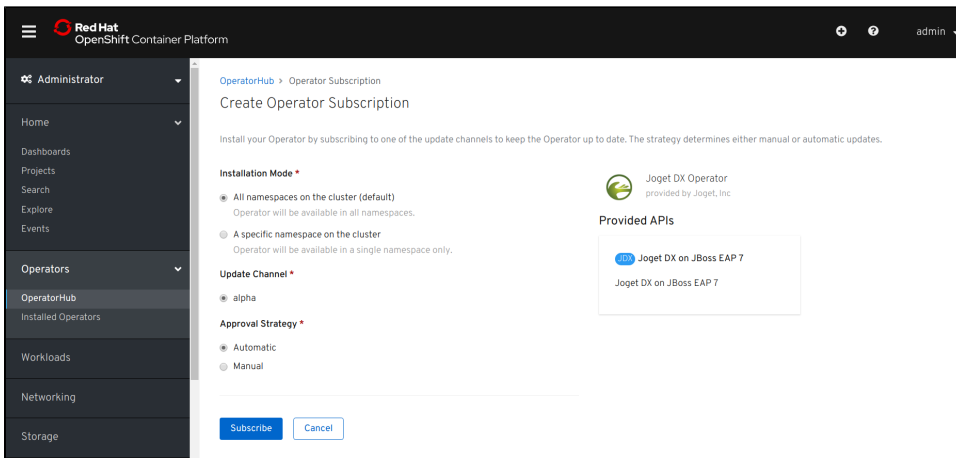 Red Hat
OpenShift Container Platform
admin
Administrator
Home
Dashboards
Projects
Search
Explore
Events
Operators
OperatorHub
Installed Operators
Workloads
Networking
Storage
OperatorHub > Operator Subscription
Create Operator Subscription
Install your Operator by subscribing to one of the update channels to keep the Operator up to date. The strategy determines either manual or automatic updates.
Installation Mode *
All namespaces on the cluster (default)
Operator will be available in all namespaces.
A specific namespace on the cluster
Operator will be available in a single namespace only.
Update Channel *
alpha
Approval Strategy *
Automatic
Manual
Subscribe Cancel
Joget DX Operator
provided by Joget, Inc
Provided APIs
JDX Joget DX on JBoss EAP 7
Joget DX on JBoss EAP 7